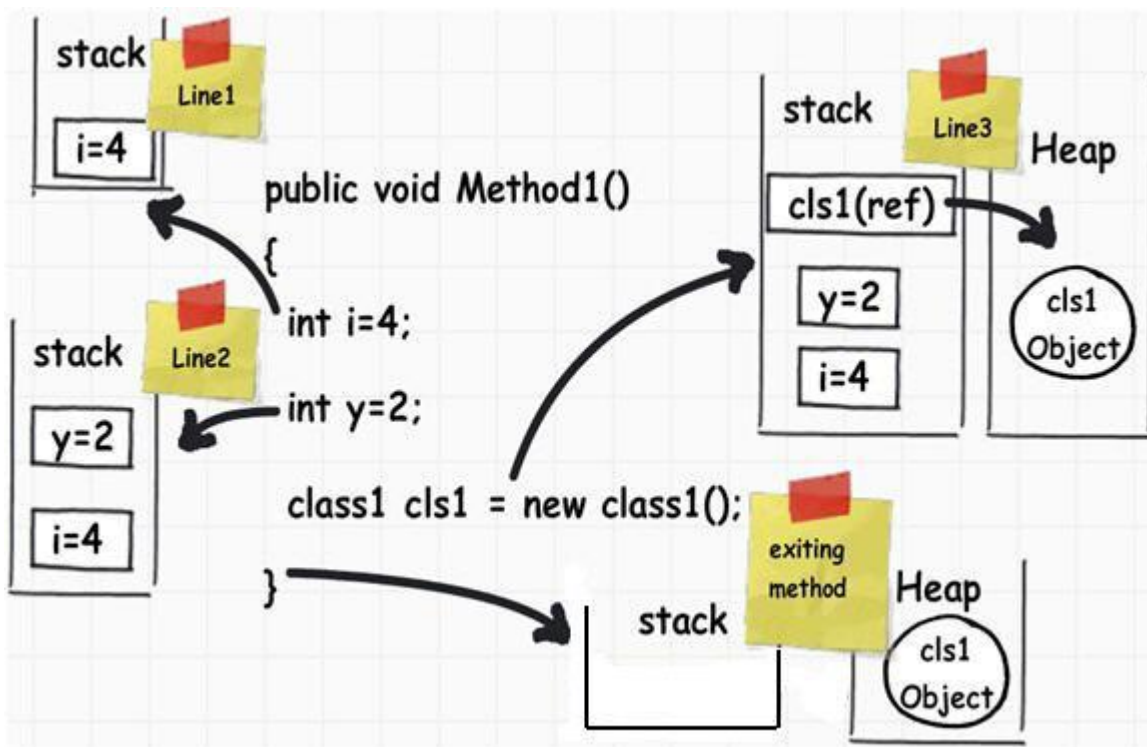 stack
Line1
i=4
public void Method1()
{
int i=4;
int y=2;
class1 cls1 = new class1();
}
stack
Line2
y=2
i=4
stack
Line3
Heap
cls1(ref)
y=2
i=4
cls1
Object
exiting
method
stack
Heap
cls1
Object